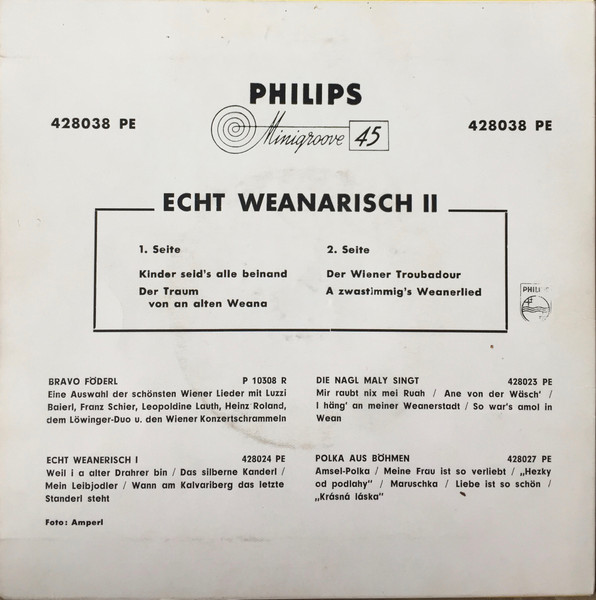 PHILIPS
428038 PE
Minigroove 45
428038 PE
ECHT WEANARISCH II
1. Seite
Kinder seid's alle beinand
Der Traum
von an alten Weana
2. Seite
Der Wiener Troubadour
A zwastimmig's Weanerlied
PHILIPS
BRAVO FÖDERL P 10308 R
Eine Auswahl der schönsten Wiener Lieder mit Luzzi
Baierl, Franz Schier, Leopoldine Lauth, Heinz Roland,
dem Löwinger-Duo u. den Wiener Konzertschrammeln
DIE NAGL MALY SINGT 428023 PE
Mir raubt nix mei Ruah / Ane von der Wäsch' /
I häng' an meiner Weanerstadt / So war's amol in
Wean
ECHT WEANERISCH I 428024 PE
Weil i a alter Drahrer bin / Das silberne Kanderl /
Mein Leibjodler / Wann am Kalvariberg das letzte
Standerl steht
POLKA AUS BÖHMEN 428027 PE
Amsel-Polka / Meine Frau ist so verliebt / „Hezky
od podlahy" / Maruschka / Liebe ist so schön /
„Krásná láska"
Foto: Amperl